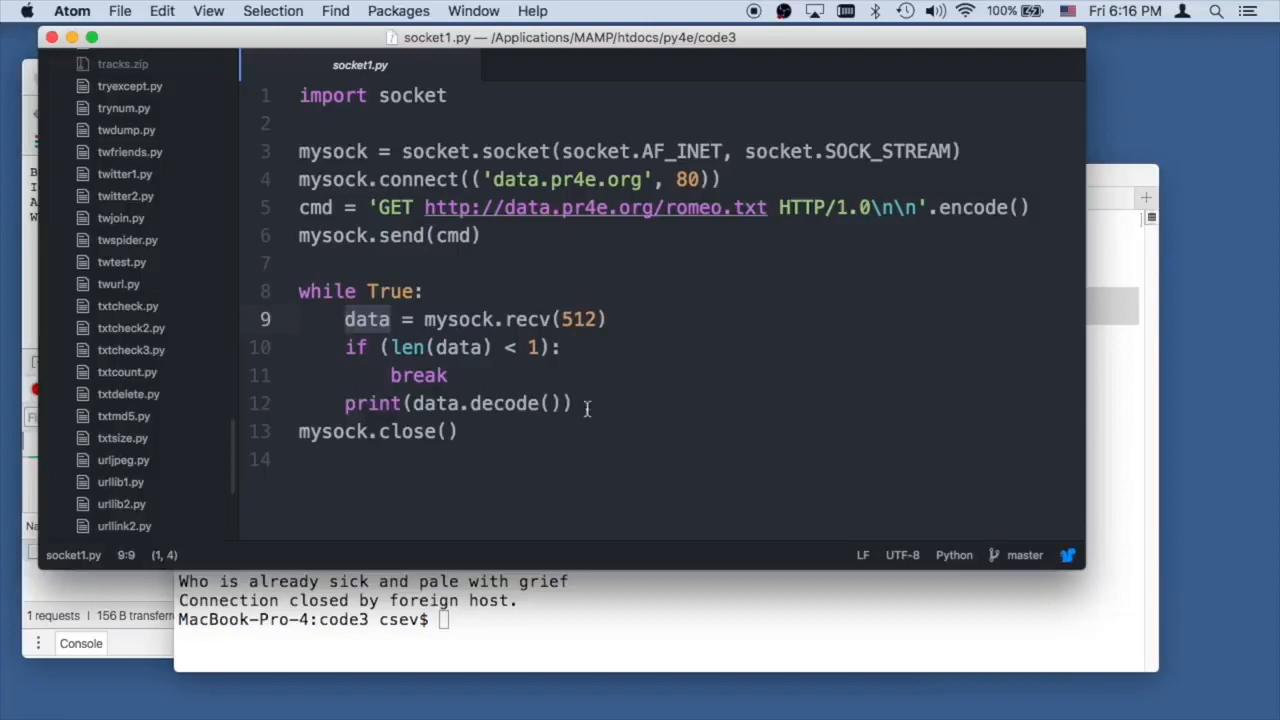 Atom File Edit View Selection Find Packages Window Help 100% Fri 6:16 PM
socket1.py — /Applications/MAMP/htdocs/py4e/code3
tracks.zip
tryexcept.py
trynum.py
twdump.py
twfriends.py
twitter1.py
twitter2.py
twjoin.py
twspider.py
twtest.py
twurl.py
txtcheck.py
txtcheck2.py
txtcheck3.py
txtcount.py
txtdelete.py
txtmd5.py
txtsize.py
urljpeg.py
urllib1.py
urllib2.py
urllink2.py
socket1.py
1 import socket
2
3 mysock = socket.socket(socket.AF_INET, socket.SOCK_STREAM)
4 mysock.connect(('data.pr4e.org', 80))
5 cmd = 'GET http://data.pr4e.org/romeo.txt HTTP/1.0\n\n'.encode()
6 mysock.send(cmd)
7
8 while True:
9     data = mysock.recv(512)
10     if (len(data) < 1):
11         break
12     print(data.decode())
13 mysock.close()
14
socket1.py 9:9 (1, 4) LF UTF-8 Python master
Who is already sick and pale with grief
Connection closed by foreign host.
MacBook-Pro-4:code3 csev$
1 requests | 156 B transferre
Console